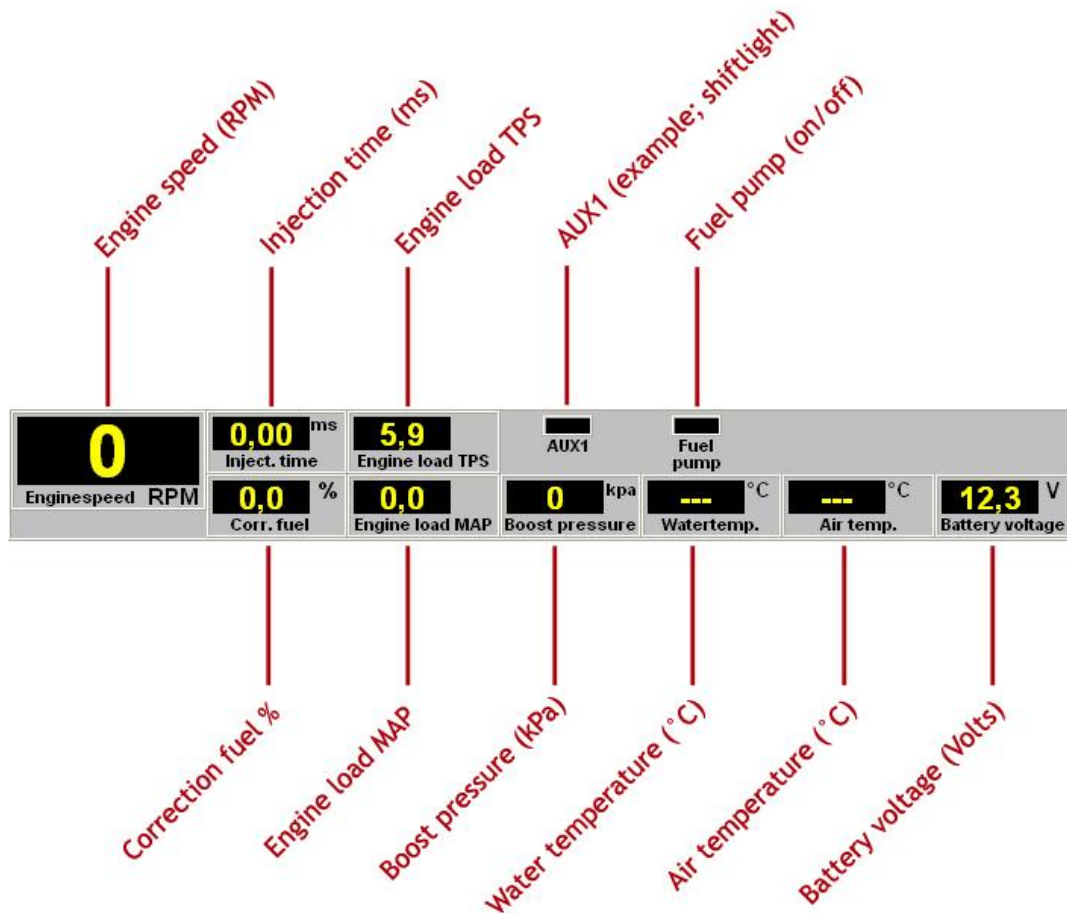 Engine speed (RPM)
Injection time (ms)
Engine load TPS
AUX1 (example; shiftlight)
Fuel pump (on/off)
0
Enginespeed RPM
0,00 ms
Inject. time
5,9
Engine load TPS
AUX1
Fuel
pump
0,0 %
Corr. fuel
0,0
Engine load MAP
0 kpa
Boost pressure
--- °C
Watertemp.
--- °C
Air temp.
12,3 V
Battery voltage
Correction fuel %
Engine load MAP
Boost pressure (kPa)
Water temperature (˚C)
Air temperature (˚C)
Battery voltage (Volts)